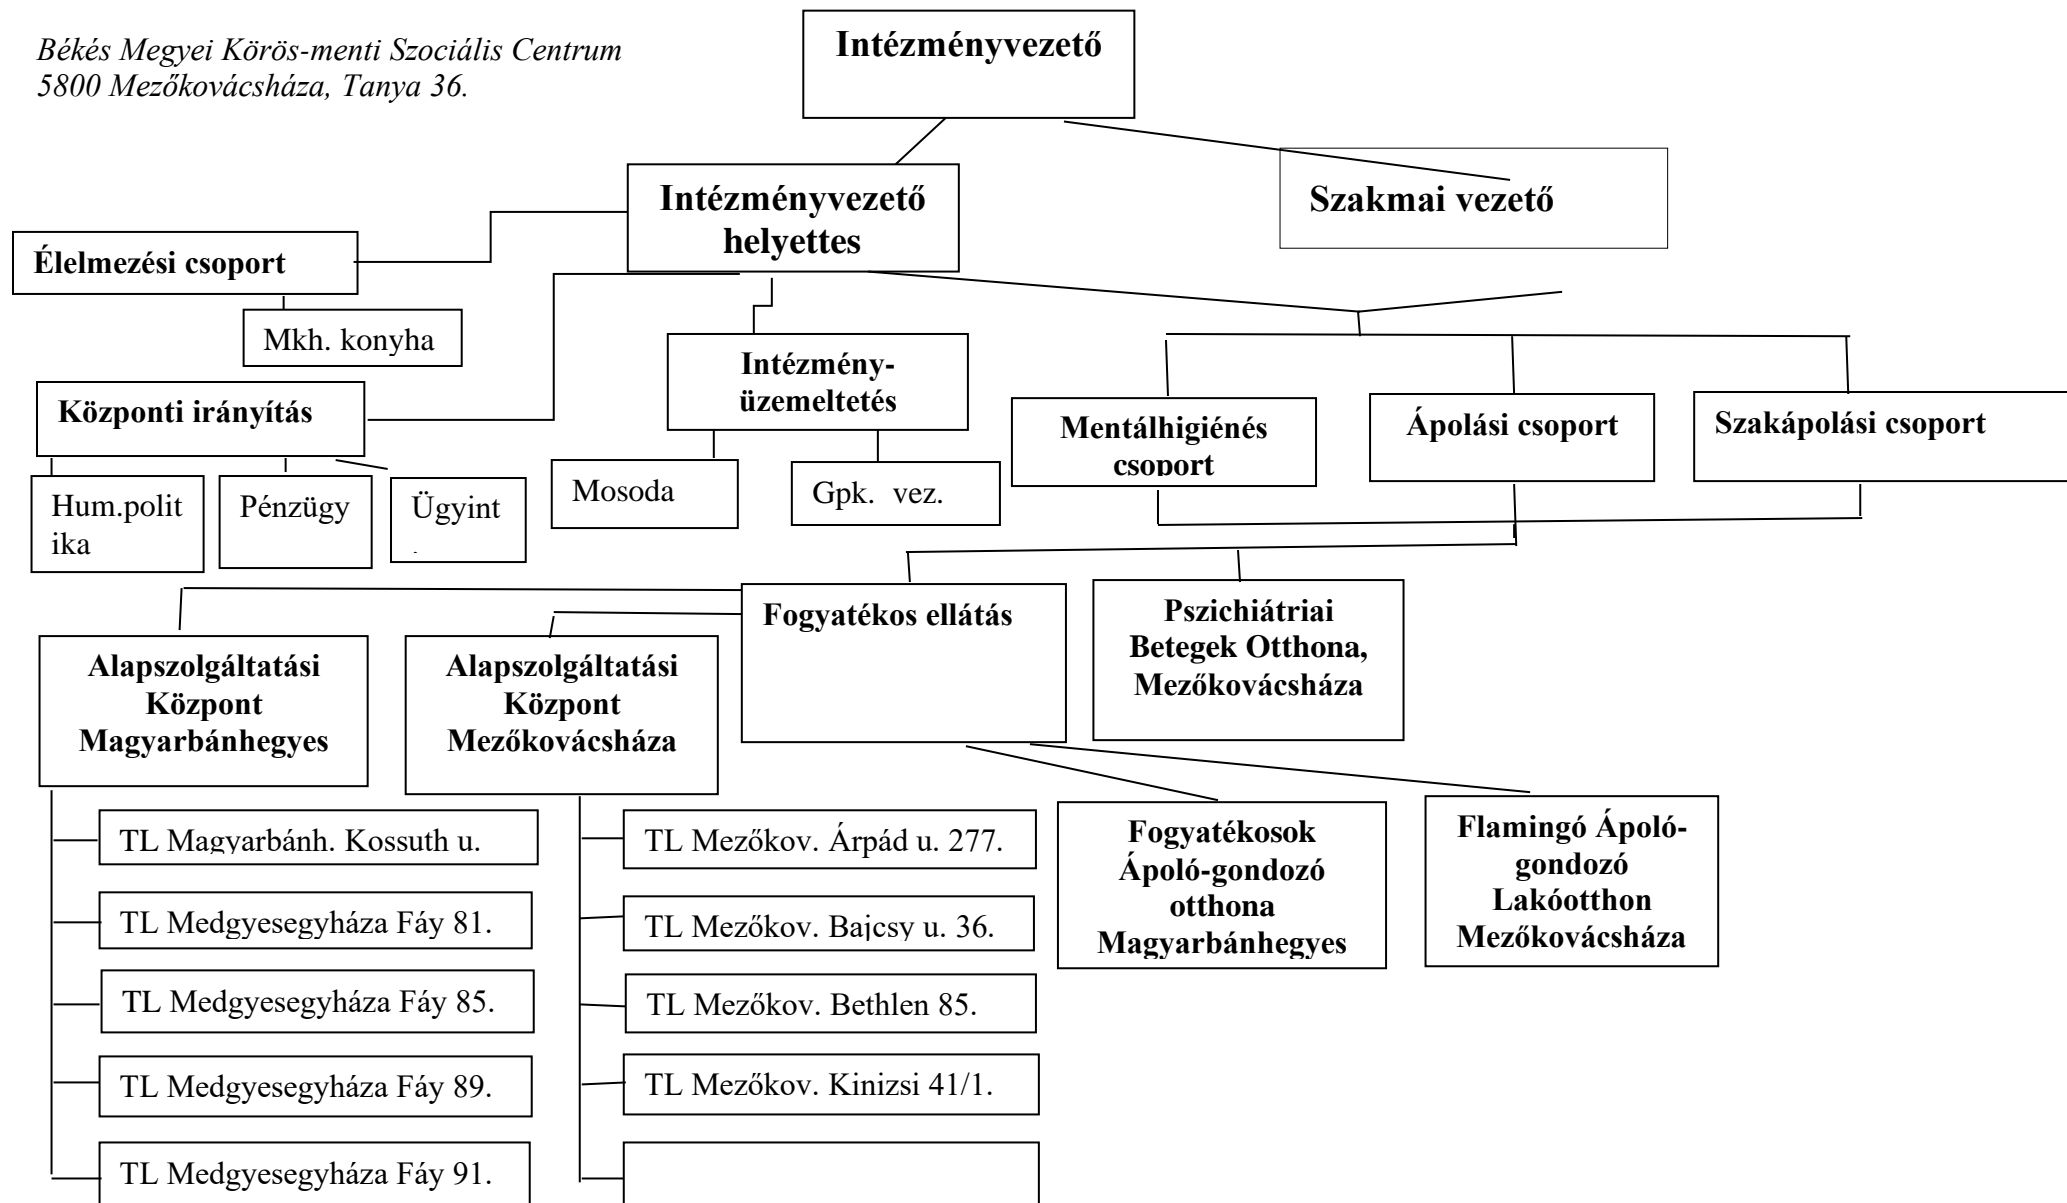 Békés Megyei Körös-menti Szociális Centrum
5800 Mezőkovácsháza, Tanya 36.
Intézményvezető
Intézményvezető
helyettes
Szakmai vezető
Élelmezési csoport
Mkh. konyha
Intézmény-
üzemeltetés
Központi irányítás
Mentálhigiénés
csoport
Ápolási csoport
Szakápolási csoport
Hum.polit
ika
Pénzügy
Ügyint
.
Mosoda
Gpk. vez.
Fogyatékos ellátás
Pszichiátriai
Betegek Otthona,
Mezőkovácsháza
Alapszolgáltatási
Központ
Magyarbánhegyes
Alapszolgáltatási
Központ
Mezőkovácsháza
TL Magyarbánh. Kossuth u.
TL Medgyesegyháza Fáy 81.
TL Medgyesegyháza Fáy 85.
TL Medgyesegyháza Fáy 89.
TL Medgyesegyháza Fáy 91.
TL Mezőkov. Árpád u. 277.
TL Mezőkov. Bajcsy u. 36.
TL Mezőkov. Bethlen 85.
TL Mezőkov. Kinizsi 41/1.
Fogyatékosok
Ápoló-gondozó
otthona
Magyarbánhegyes
Flamingó Ápoló-
gondozó
Lakóotthon
Mezőkovácsháza